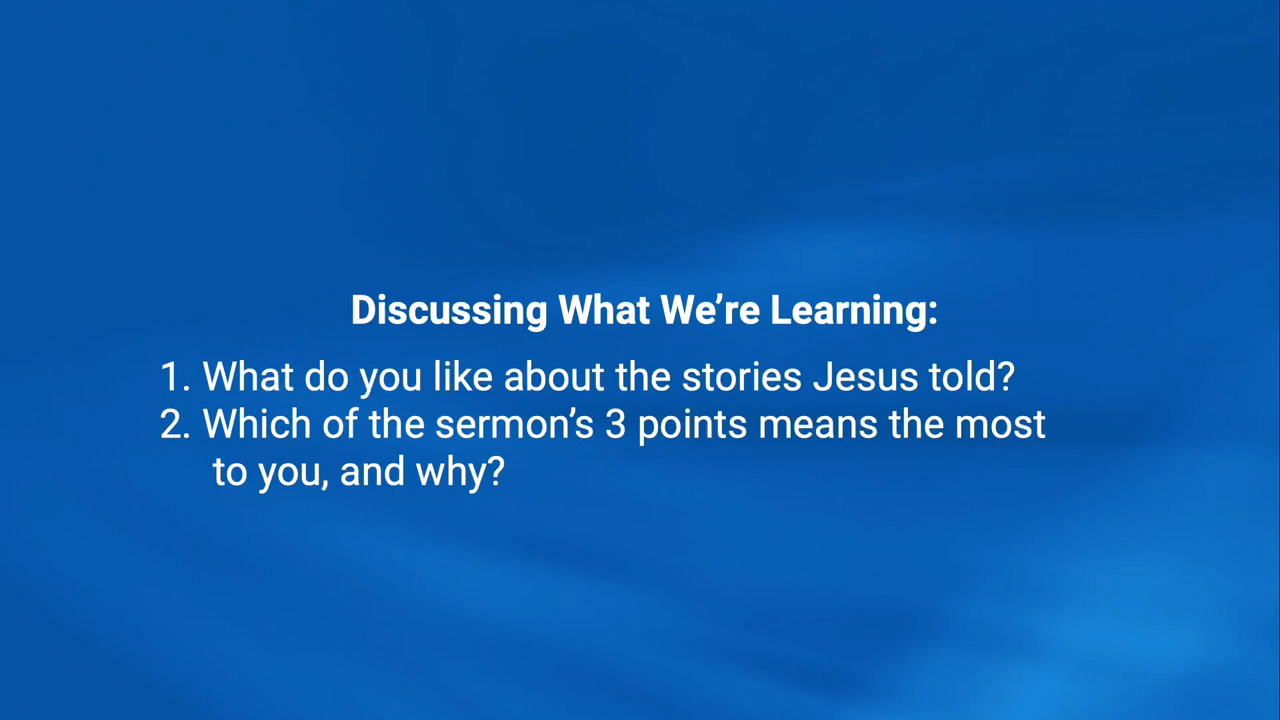 Discussing What We’re Learning:
1. What do you like about the stories Jesus told?
2. Which of the sermon’s 3 points means the most
to you, and why?